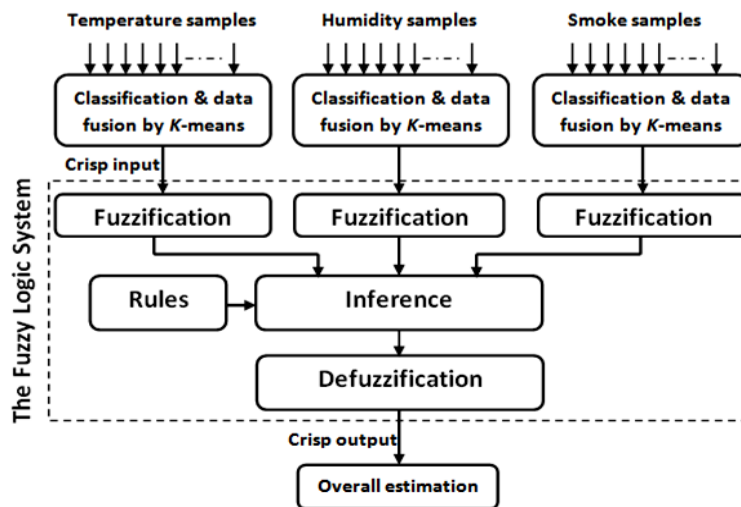 Temperature samples
Humidity samples
Smoke samples
Classification & data
fusion by K-means
Classification & data
fusion by K-means
Classification & data
fusion by K-means
Crisp input
The Fuzzy Logic System
Fuzzification
Fuzzification
Fuzzification
Rules
Inference
Defuzzification
Crisp output
Overall estimation